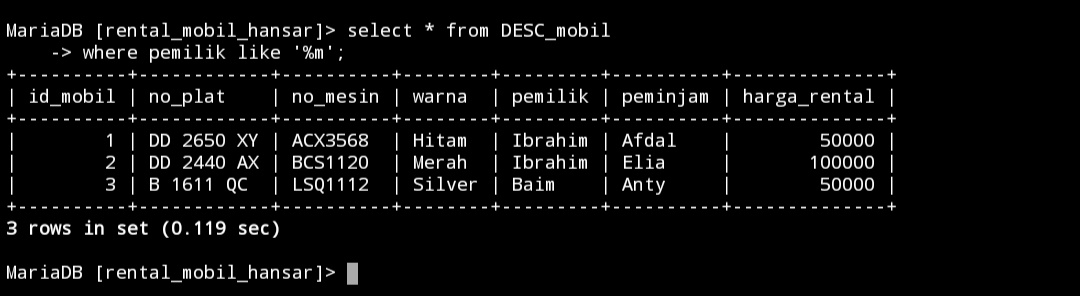 MariaDB [rental_mobil_hansar]> select * from DESC_mobil
    -> where pemilik like '%m';
+----------+------------+----------+--------+---------+----------+--------------+
| id_mobil | no_plat    | no_mesin | warna  | pemilik | peminjam | harga_rental |
+----------+------------+----------+--------+---------+----------+--------------+
|        1 | DD 2650 XY | ACX3568  | Hitam  | Ibrahim | Afdal    |        50000 |
|        2 | DD 2440 AX | BCS1120  | Merah  | Ibrahim | Elia     |       100000 |
|        3 | B 1611 QC  | LSQ1112  | Silver | Baim    | Anty     |        50000 |
+----------+------------+----------+--------+---------+----------+--------------+
3 rows in set (0.119 sec)
MariaDB [rental_mobil_hansar]>